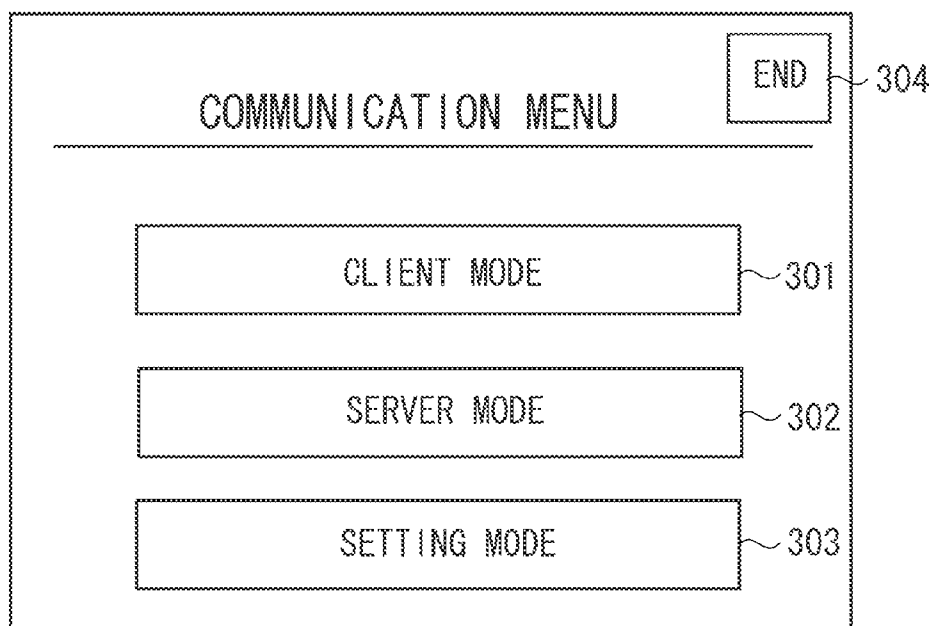 END
304
COMMUNICATION MENU
CLIENT MODE
301
SERVER MODE
302
SETTING MODE
303